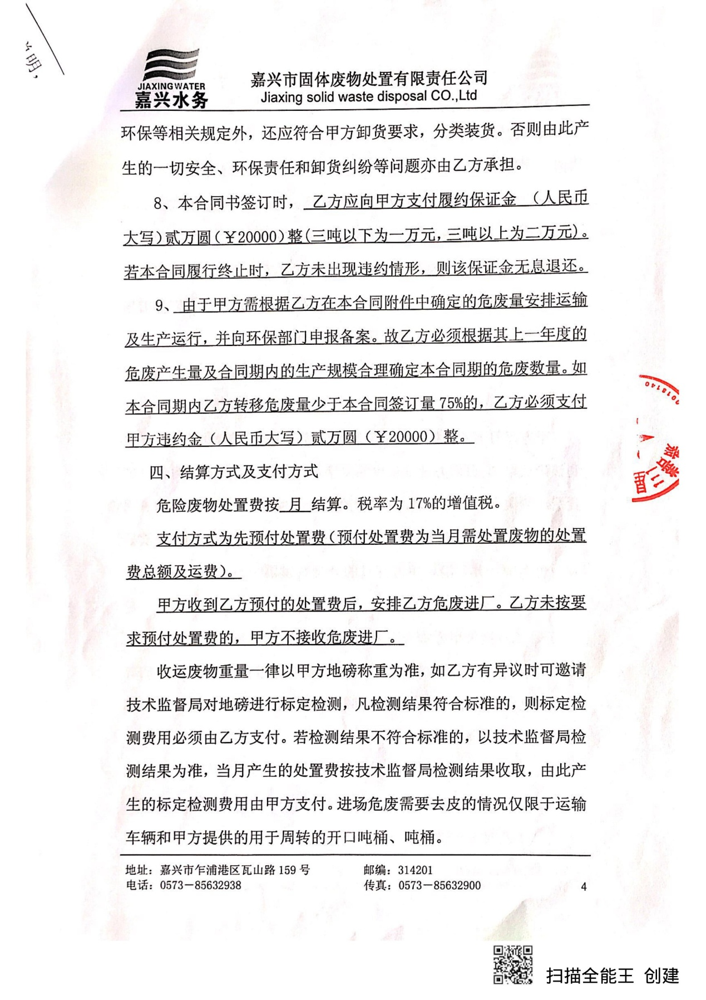 明，
JIAXING WATER
嘉兴水务
嘉兴市固体废物处置有限责任公司
Jiaxing solid waste disposal CO.,Ltd
环保等相关规定外，还应符合甲方卸货要求，分类装货。否则由此产
生的一切安全、环保责任和卸货纠纷等问题亦由乙方承担。
8、本合同书签订时， 乙方应向甲方支付履约保证金 （人民币
大写）贰万圆（￥20000）整(三吨以下为一万元，三吨以上为二万元)。
若本合同履行终止时，乙方未出现违约情形，则该保证金无息退还。
9、 由于甲方需根据乙方在本合同附件中确定的危废量安排运输
及生产运行，并向环保部门申报备案。故乙方必须根据其上一年度的
危废产生量及合同期内的生产规模合理确定本合同期的危废数量。如
本合同期内乙方转移危废量少于本合同签订量 75%的，乙方必须支付
甲方违约金（人民币大写）贰万圆（￥20000）整。
四、结算方式及支付方式
危险废物处置费按 月 结算。税率为 17%的增值税。
支付方式为先预付处置费（预付处置费为当月需处置废物的处置
费总额及运费）。
甲方收到乙方预付的处置费后，安排乙方危废进厂。乙方未按要
求预付处置费的，甲方不接收危废进厂。
收运废物重量一律以甲方地磅称重为准，如乙方有异议时可邀请
技术监督局对地磅进行标定检测，凡检测结果符合标准的，则标定检
测费用必须由乙方支付。若检测结果不符合标准的，以技术监督局检
测结果为准，当月产生的处置费按技术监督局检测结果收取，由此产
生的标定检测费用由甲方支付。进场危废需要去皮的情况仅限于运输
车辆和甲方提供的用于周转的开口吨桶、吨桶。
地址：嘉兴市乍浦港区瓦山路 159 号
邮编：314201
电话：0573－85632938
传真：0573－85632900
4
扫描全能王 创建